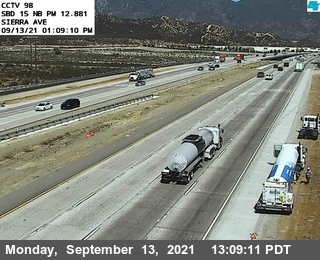 CCTV 98
SBD 15 NB PM 12.881
SIERRA AVE
09/13/21 01:09:10 PM
Monday, September 13, 2021 13:09:11 PDT